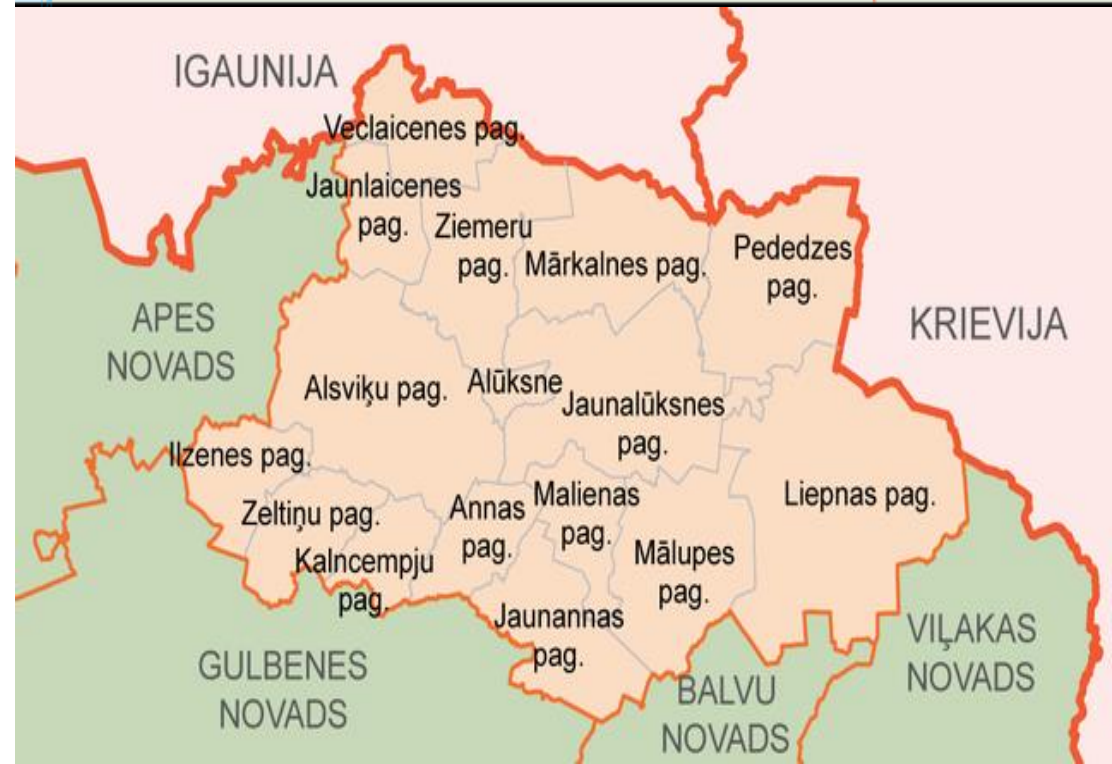 IGAUNIJA
Veclaicenes pag.
Jaunlaicenes
pag.
Ziemeru
pag.
Mārkalnes pag.
Pededzes
pag.
APES
NOVADS
KRIEVIJA
Alsviķu pag.
Alūksne
Jaunalūksnes
pag.
Ilzenes pag.
Zeltiņu pag.
Kalncempju
pag.
Annas
pag.
Malienas
pag.
Mālupes
pag.
Liepnas pag.
Jaunannas
pag.
GULBENES
NOVADS
BALVU
NOVADS
VIĻAKAS
NOVADS